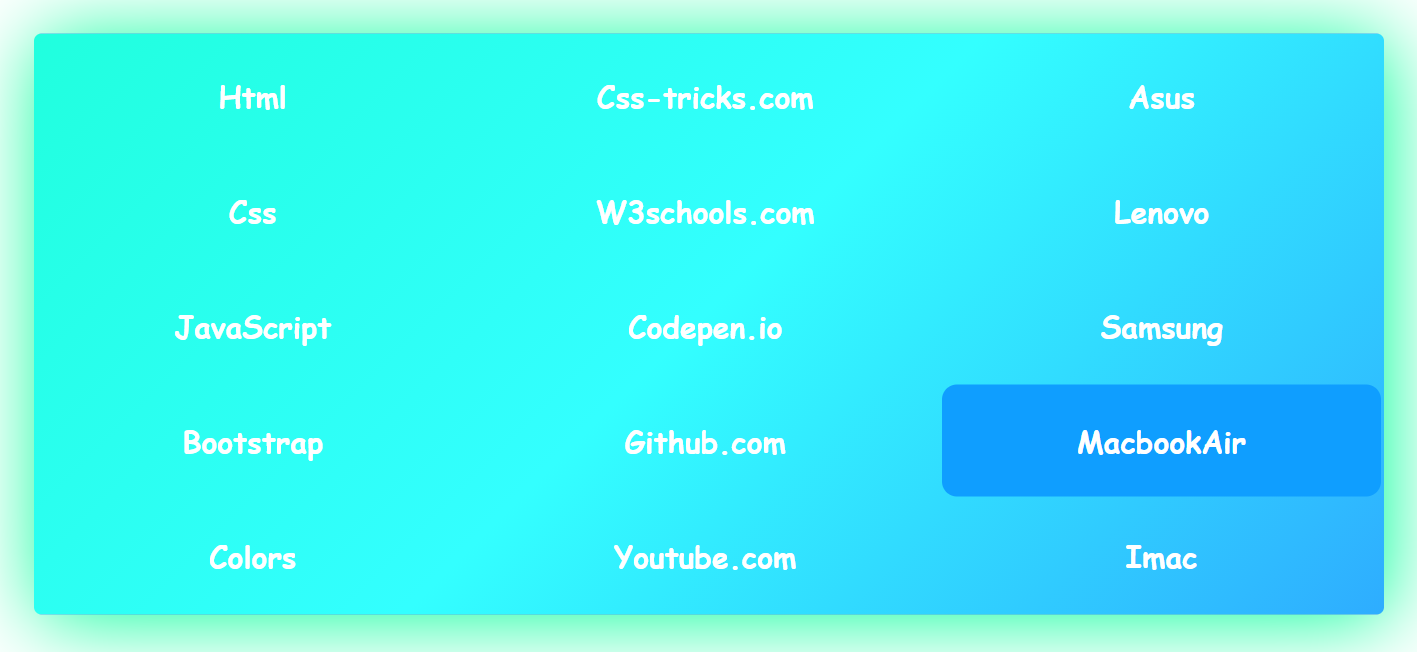 Html Css-tricks.com Asus
Css W3schools.com Lenovo
JavaScript Codepen.io Samsung
Bootstrap Github.com MacbookAir
Colors Youtube.com Imac